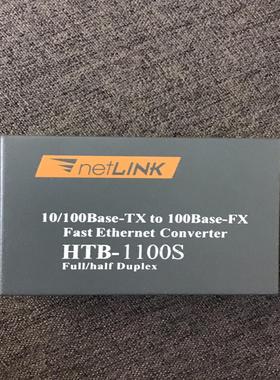 netLINK
10/100Base-TX to 100Base-FX
Fast Ethernet Converter
HTB-1100S
Full/half Duplex